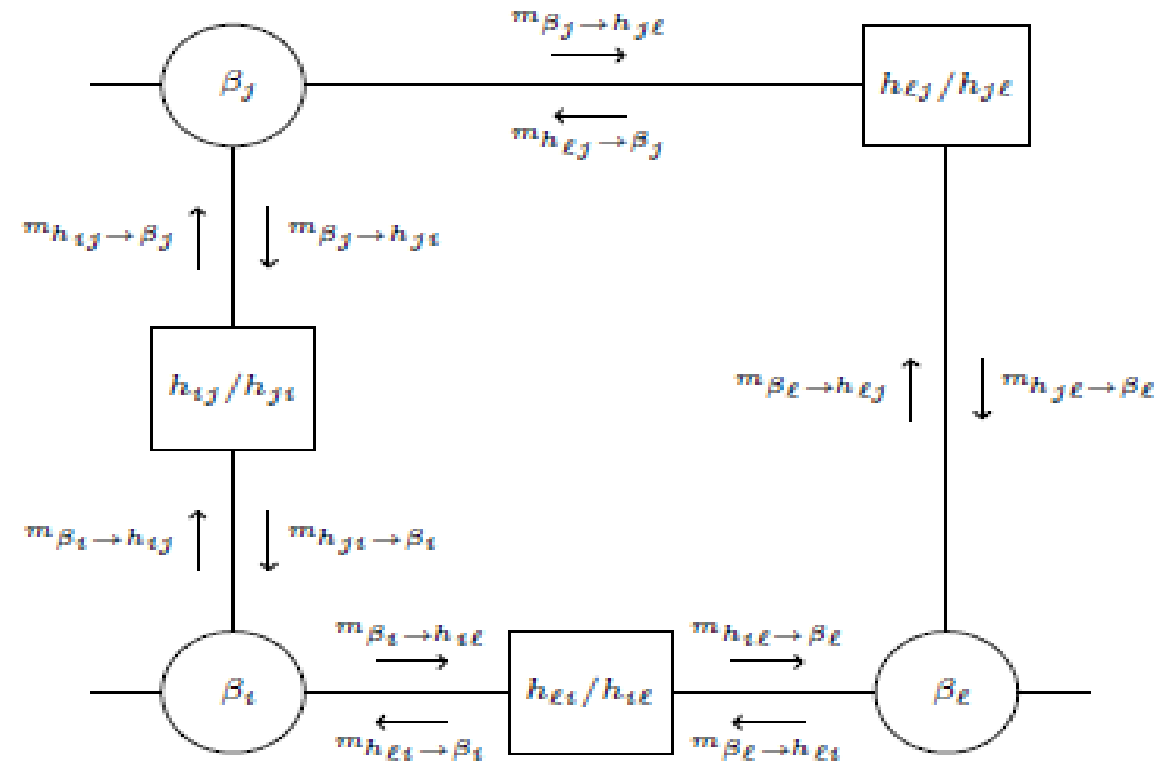 m_{β_j→h_{jℓ}}
β_j
h_{ℓj}/h_{jℓ}
m_{h_{ℓj}→β_j}
m_{h_{ij}→β_j}
m_{β_j→h_{ji}}
h_{ij}/h_{ji}
m_{β_ℓ→h_{ℓj}}
m_{h_{jℓ}→β_ℓ}
m_{β_i→h_{ij}}
m_{h_{ji}→β_i}
m_{β_i→h_{iℓ}}
m_{h_{iℓ}→β_ℓ}
β_i
h_{ℓi}/h_{iℓ}
β_ℓ
m_{h_{ℓi}→β_i}
m_{β_ℓ→h_{ℓi}}